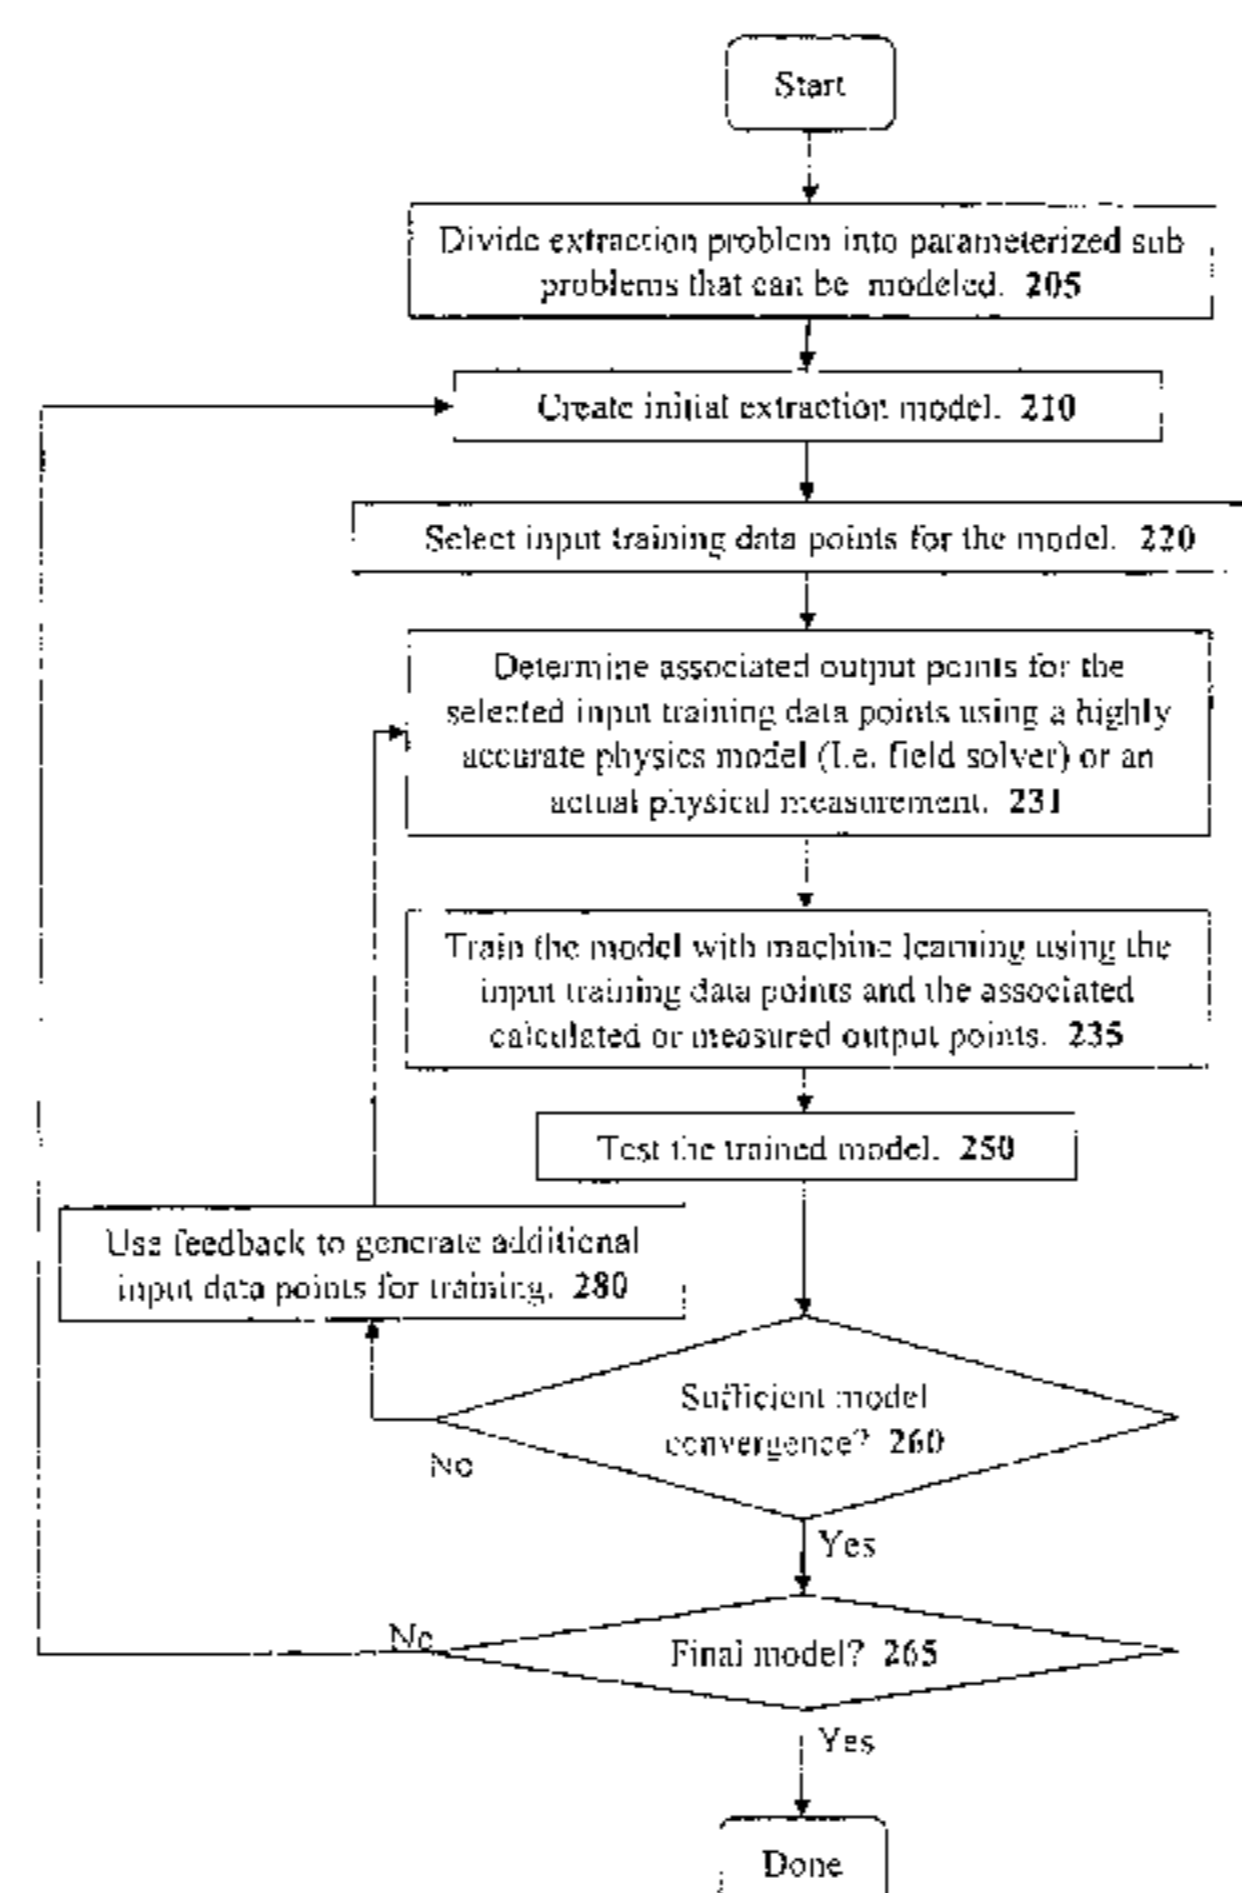 Start
Divide extraction problem into parameterized sub
problems that can be modeled. 205
Create initial extraction model. 210
Select input training data points for the model. 220
Determine associated output points for the
selected input training data points using a highly
accurate physics model (I.e. field solver) or an
actual physical measurement. 231
Train the model with machine learning using the
input training data points and the associated
calculated or measured output points. 235
Test the trained model. 250
Use feedback to generate additional
input data points for training. 280
Sufficient model
convergence? 260
No
Yes
No
Final model? 265
Yes
Done